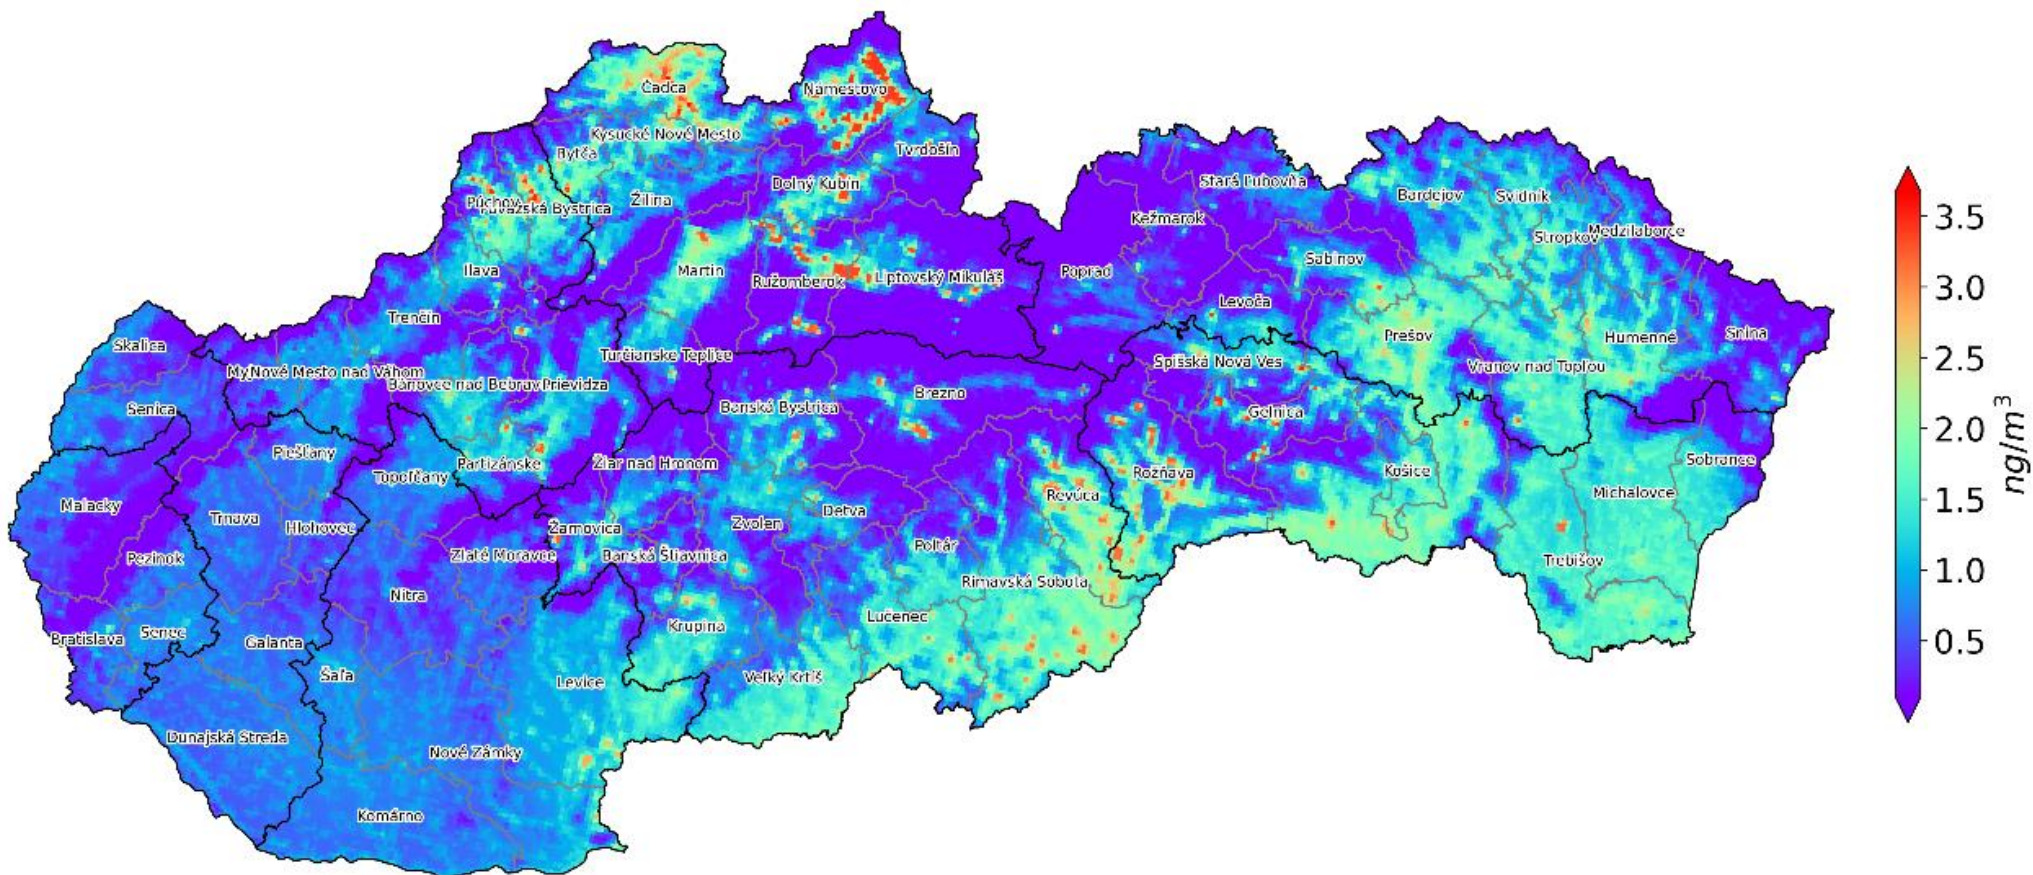 Čadca
Námestovo
Kysucké Nové Mesto
Bytča
Tvrdošín
Dolný Kubín
Stará Ľubovňa
Bardejov
Svidník
Púchov
Považská Bystrica
Žilina
Kežmarok
Stropkov
Medzilaborce
Ilava
Martin
Ružomberok
Liptovský Mikuláš
Poprad
Sabinov
Levoča
Trenčín
Skalica
Turčianske Teplice
Prešov
Humenné
Snina
My
Nové Mesto nad Váhom
Bánovce nad Bebrav
Prievidza
Spišská Nová Ves
Vranov nad Topľou
Senica
Banská Bystrica
Brezno
Gelnica
Piešťany
Topoľčany
Partizánske
Žiar nad Hronom
Rožňava
Košice
Sobrance
Malacky
Trnava
Hlohovec
Revúca
Michalovce
Žarnovica
Zvolen
Detva
Pezinok
Zlaté Moravce
Banská Štiavnica
Poltár
Trebišov
Nitra
Rimavská Sobota
Bratislava
Senec
Galanta
Krupina
Lučenec
Šaľa
Levice
Veľký Krtíš
Dunajská Streda
Nové Zámky
Komárno
3.5
3.0
2.5
2.0
1.5
1.0
0.5
ng/m³